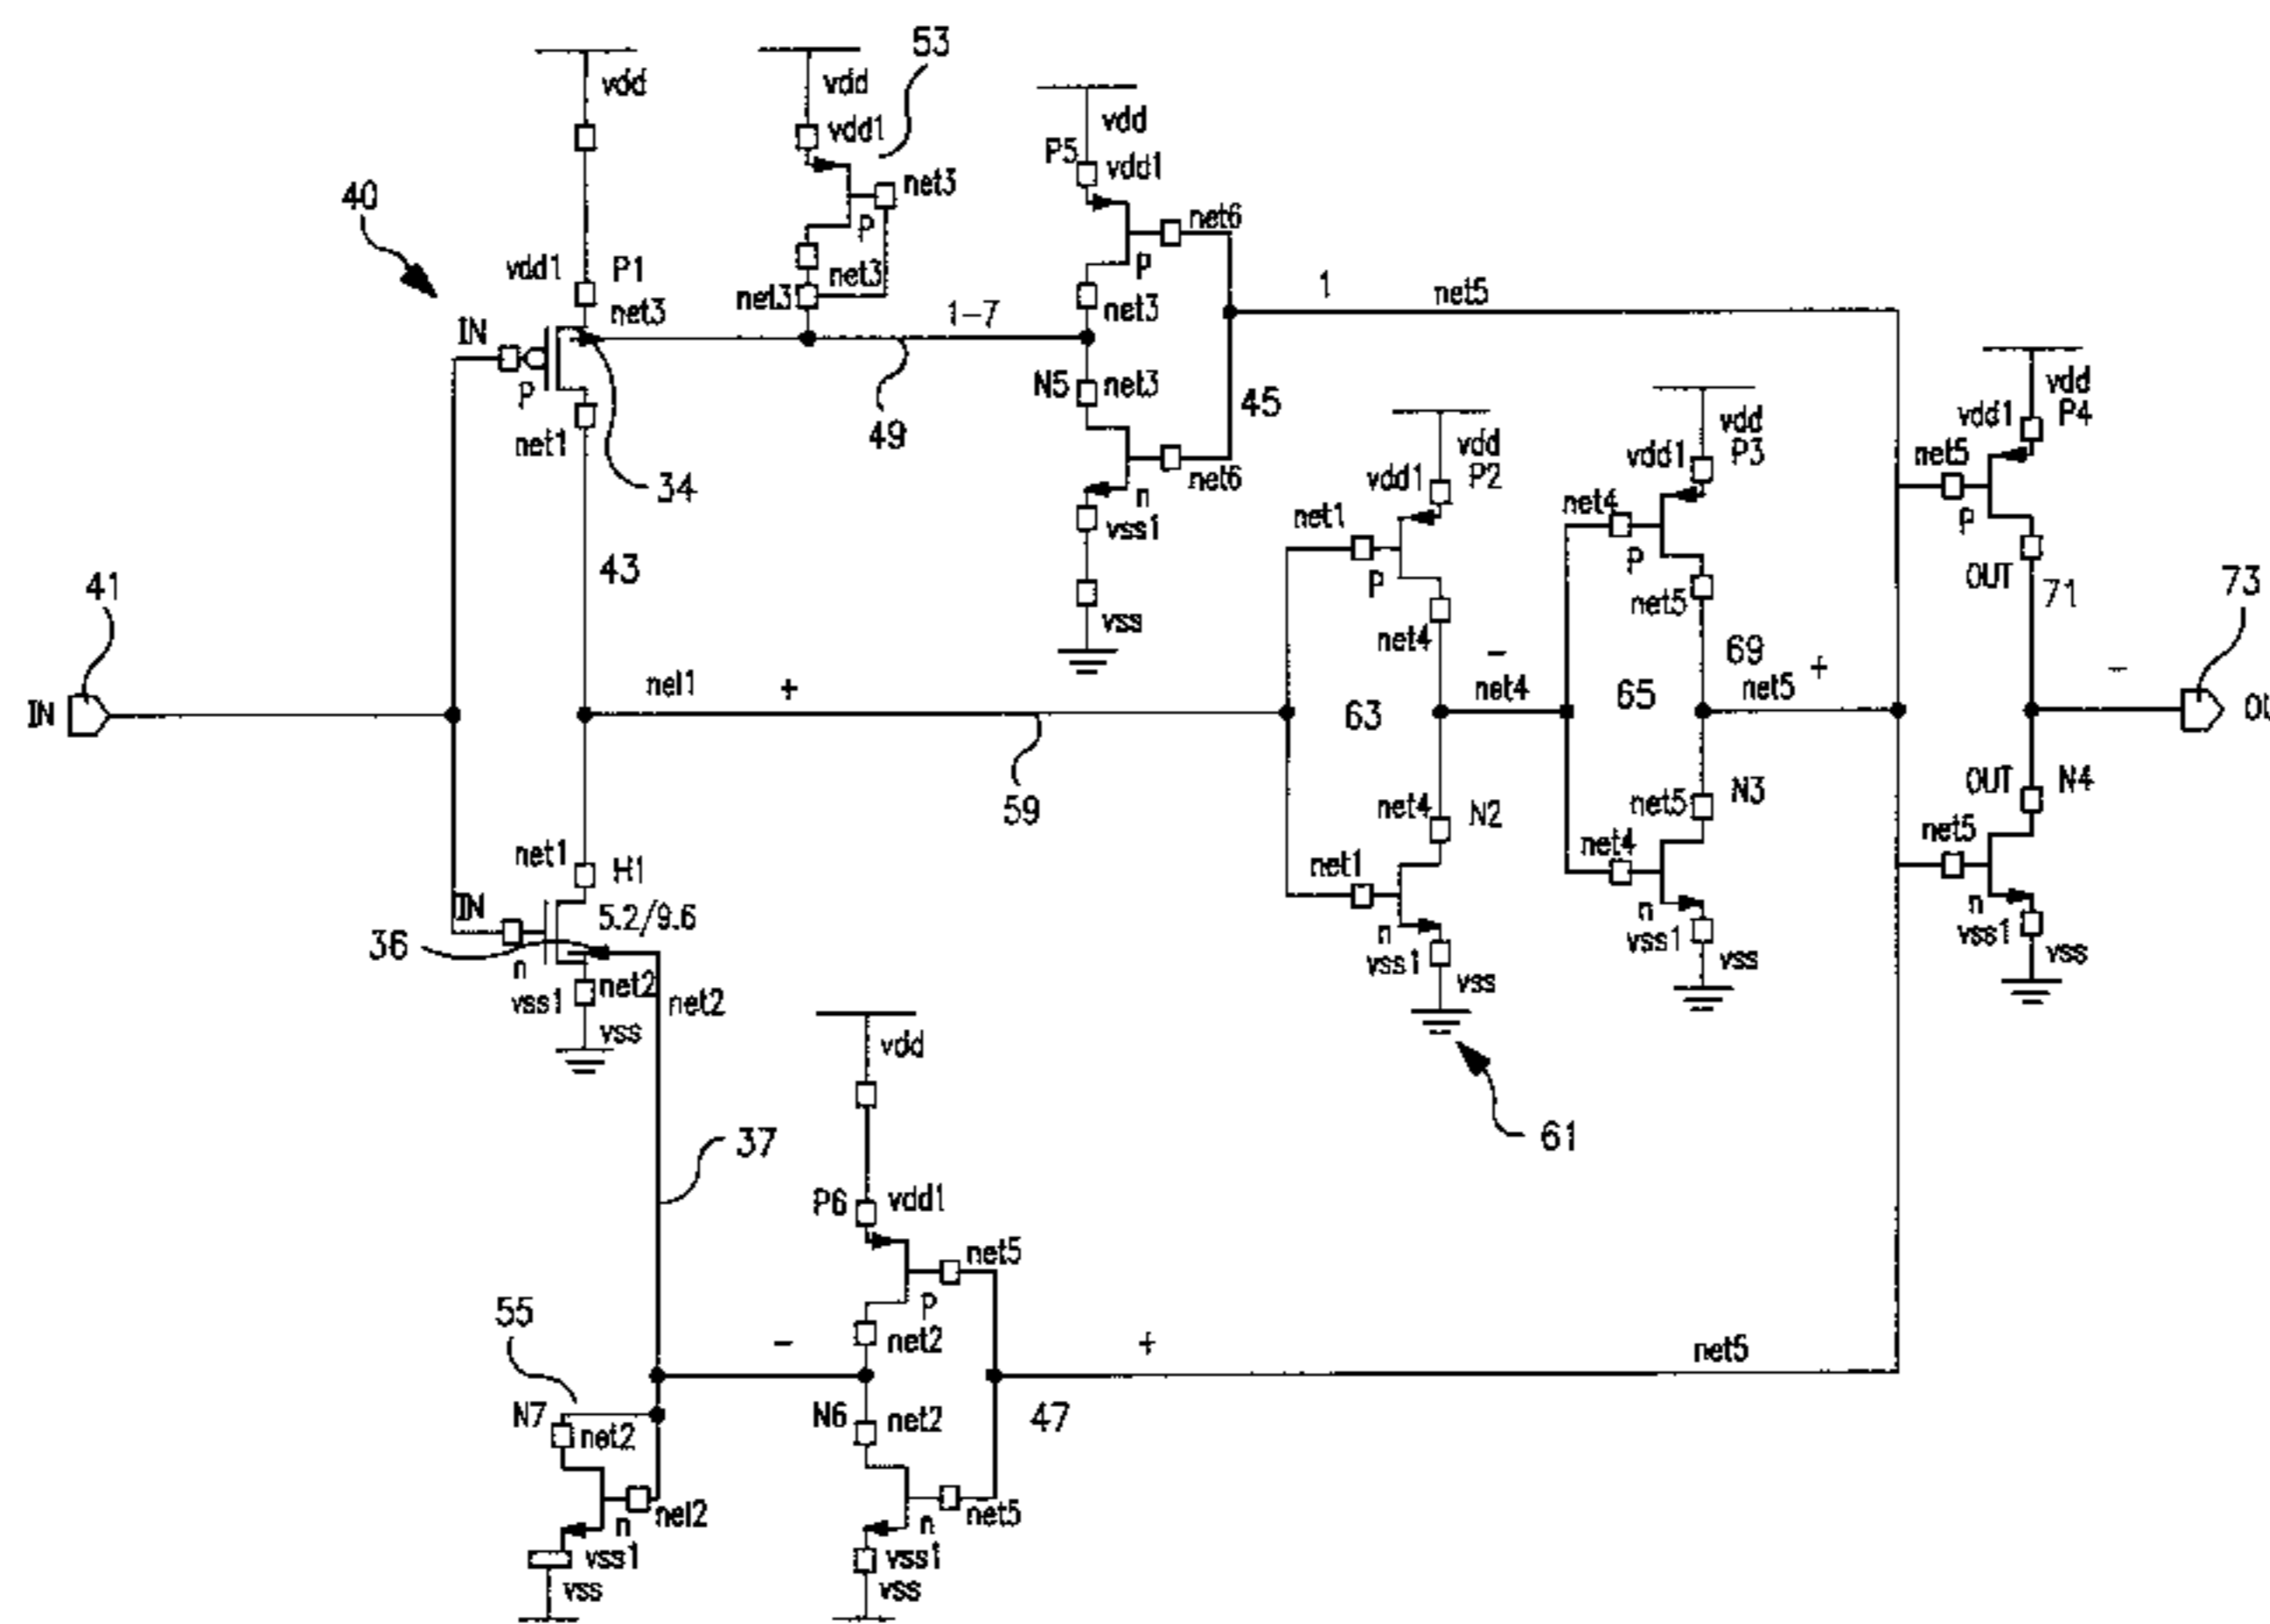 53
vdd
vdd
vdd
vdd1
P5
vdd1
net3
40
P
net6
vdd1
P1
net3
P
net3
net3
1
net5
IN
1-7
net3
vdd
P
N5
net3
45
vdd
vdd1
P4
net1
49
vdd
vdd
net5
34
net6
vdd1
P2
vdd1
P3
n
vss1
net1
net4
P
43
P
P
OUT
71
73
41
vss
net4
net5
69
-
+
-
IN
nel1
+
63
net4
65
net5
59
OUT
N4
net4
N2
net5
N3
net5
net1
H1
net1
net4
IN
5.2/9.6
n
n
n
36
n
vss1
net2
net2
vss1
vss
vss1
vss
vss1
vss
vss
vdd
61
37
P6
vdd1
net5
55
P
net2
-
+
net5
N7
net2
N6
net2
47
n
nel2
n
net5
vss1
vss
vss1
vss